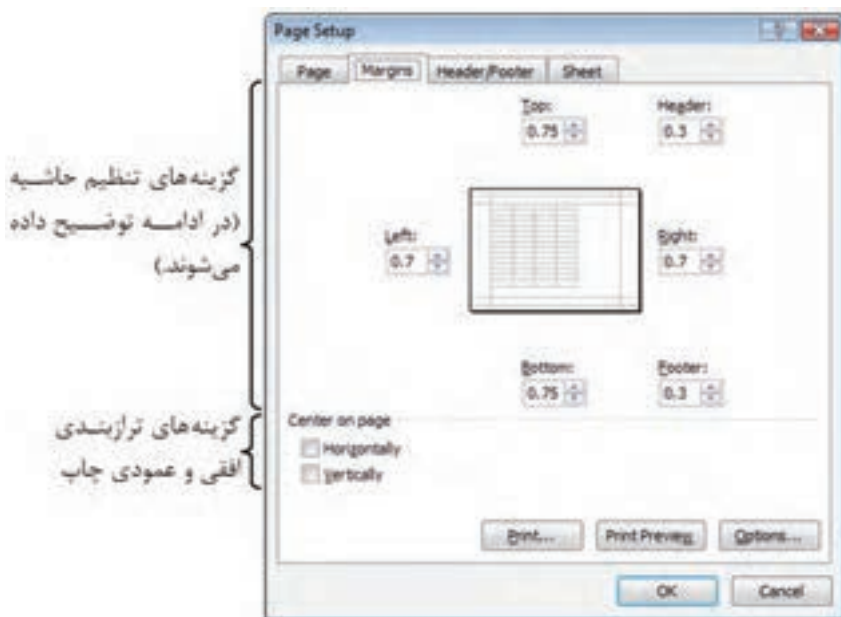 Page Setup
Page Margins Header/Footer Sheet
Top: Header:
0.75 0.3
گزینه‌های تنظیم حاشیه
(در ادامه توضیح داده
می‌شوند.)
Left: Right:
0.7 0.7
Bottom: Footer:
0.75 0.3
Center on page
Horizontally
Vertically
گزینه‌های ترازبندی
افقی و عمودی چاپ
Print... Print Preview Options...
OK Cancel